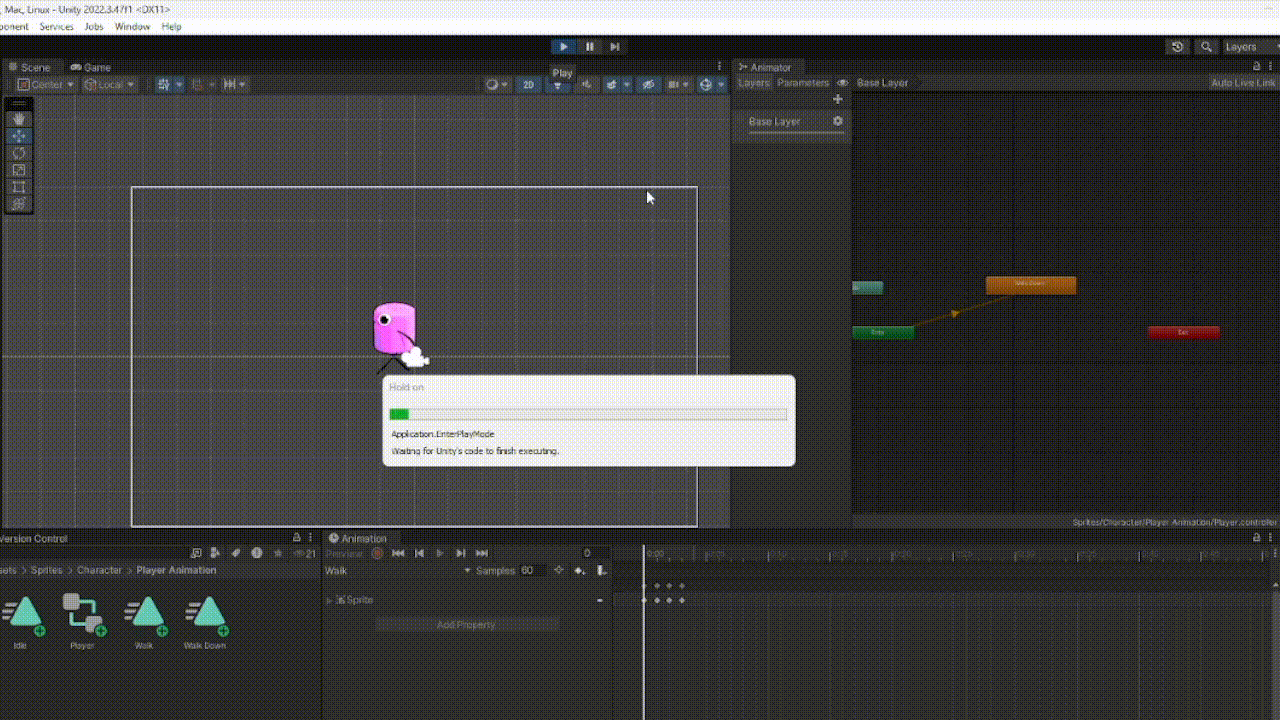 , Mac, Linux - Unity 2022.3.47f1 <DX11>
ponent Services Jobs Window Help
Layers
Scene Game
Play
Animator
Center Local 2D
Layers Parameters Base Layer Auto Live Link
Base Layer
Entry
Exit
Hold on
Application.EnterPlayMode
Waiting for Unity's code to finish executing.
Sprites/Character/Player Animation/Player.controller
Version Control
Animation
21
Preview 0
0:00
sets > Sprites > Character > Player Animation
Walk Samples 60
Sprite
Add Property
Idle Player Walk Walk Down